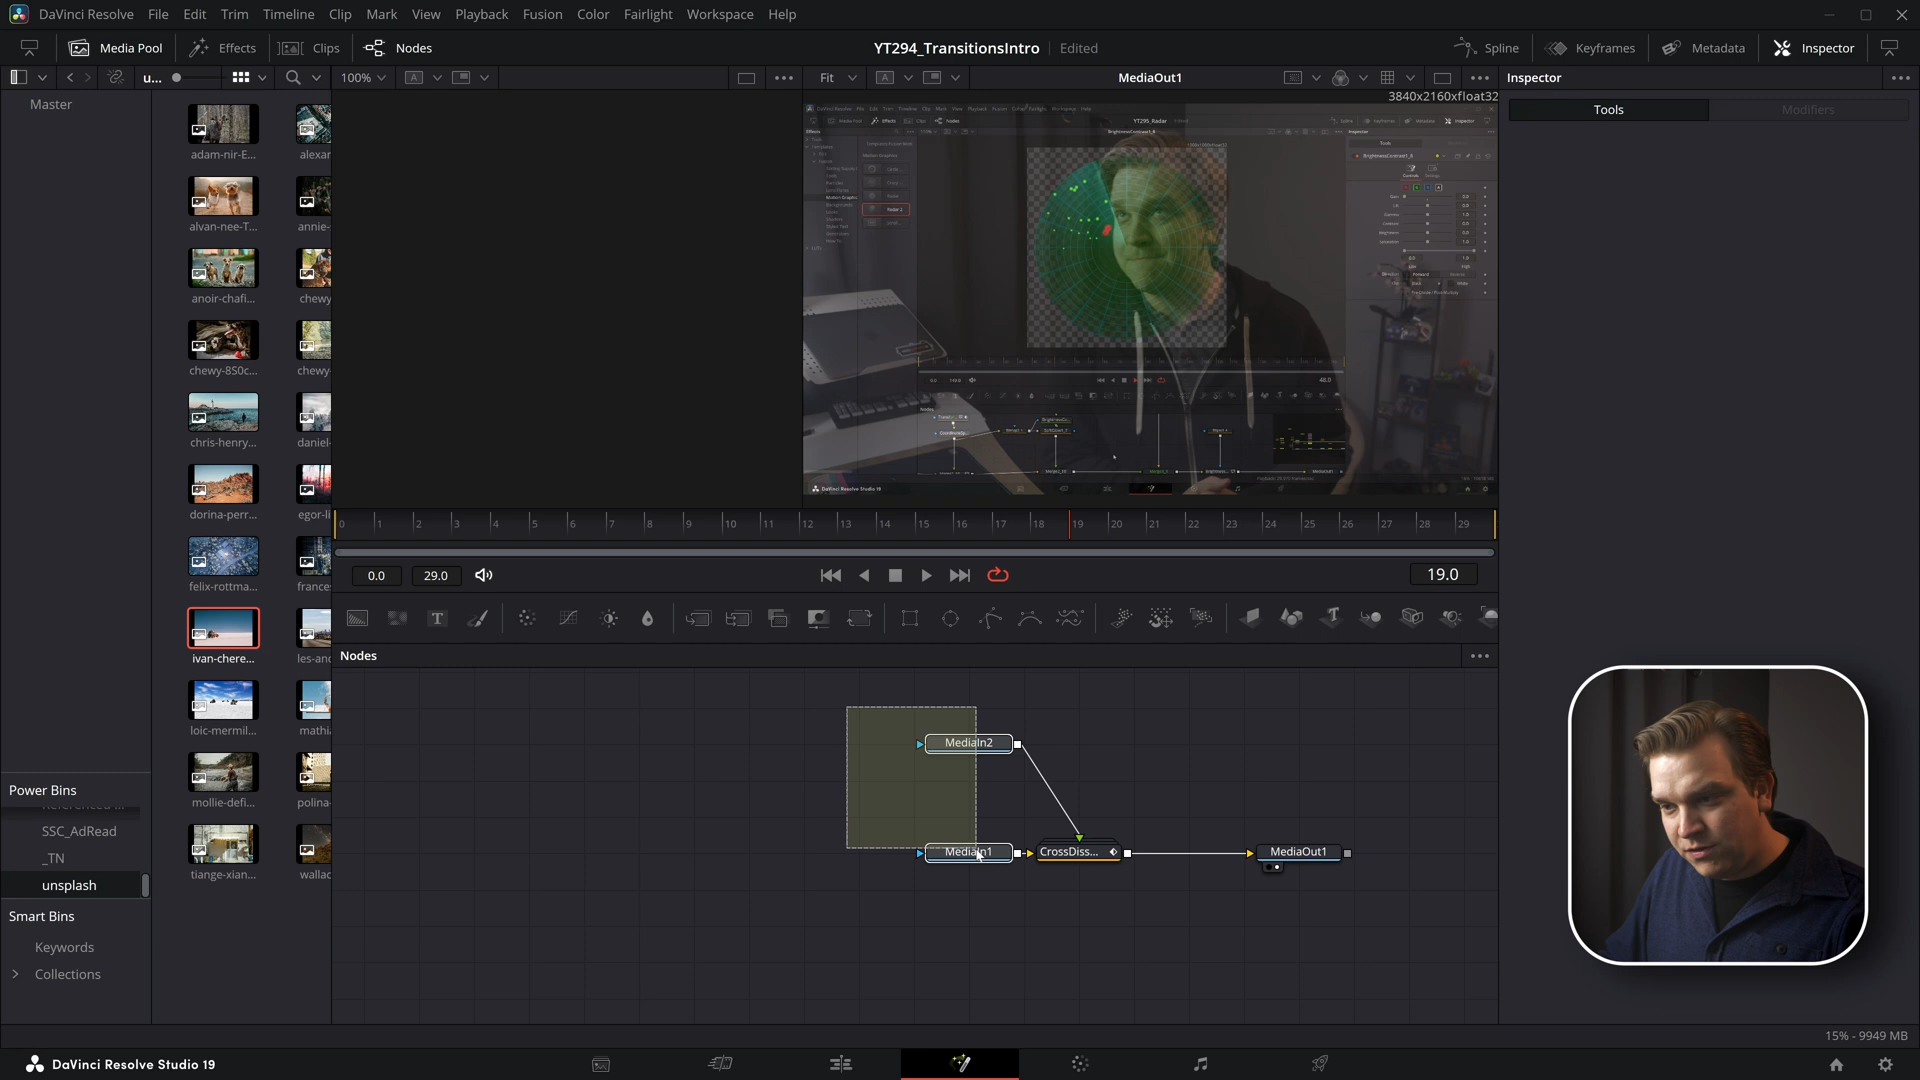 DaVinci Resolve File Edit Trim Timeline Clip Mark View Playback Fusion Color Fairlight Workspace Help
Media Pool Effects Clips Nodes YT294_TransitionsIntro Edited Spline Keyframes Metadata Inspector
u... 100% A Fit A MediaOut1 Inspector
3840x2160xfloat32
Master
Tools Modifiers
adam-nir-E... alexar
alvan-nee-T... annie-
anoir-chafi... chewy
chewy-8S0c... chewy-
chris-henry... daniel-
dorina-perr... egor-li
felix-rottma... france:
ivan-chere... les-anc
loic-mermil... mathia
mollie-defi... polina-
tiange-xian... wallac
YT295_Radar
DaVinci Resolve Studio 19
0 1 2 3 4 5 6 7 8 9 10 11 12 13 14 15 16 17 18 19 20 21 22 23 24 25 26 27 28 29
0.0 29.0 19.0
T T
Nodes
MediaIn2
MediaIn1 CrossDiss... MediaOut1
Power Bins
SSC_AdRead
_TN
unsplash
Smart Bins
Keywords
Collections
15% - 9949 MB
DaVinci Resolve Studio 19